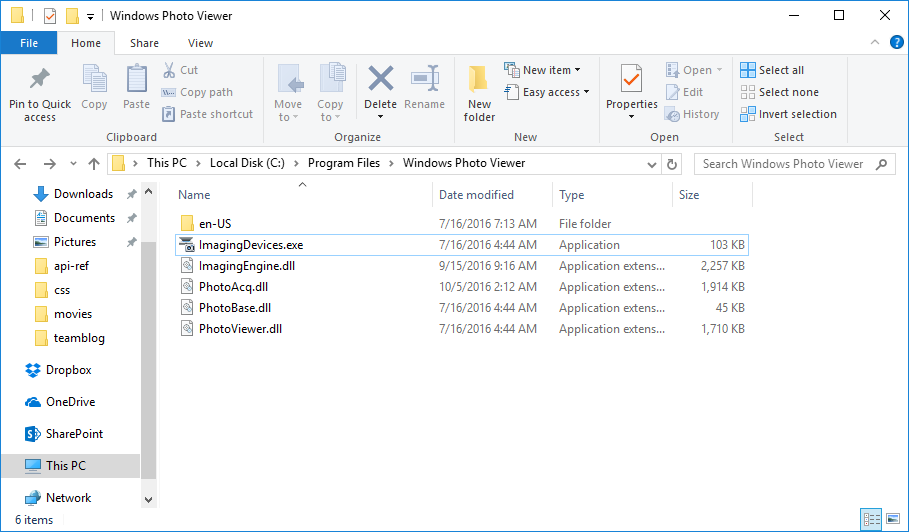 Windows Photo Viewer
File Home Share View
Pin to Quick access
Copy
Paste
Cut
Copy path
Paste shortcut
Clipboard
Move to
Copy to
Delete
Rename
Organize
New folder
New item
Easy access
New
Properties
Open
Edit
History
Open
Select all
Select none
Invert selection
Select
This PC > Local Disk (C:) > Program Files > Windows Photo Viewer
Search Windows Photo Viewer
Downloads
Documents
Pictures
api-ref
css
movies
teamblog
Dropbox
OneDrive
SharePoint
This PC
Network
Name Date modified Type Size
en-US 7/16/2016 7:13 AM File folder
ImagingDevices.exe 7/16/2016 4:44 AM Application 103 KB
ImagingEngine.dll 9/15/2016 9:16 AM Application extens... 2,257 KB
PhotoAcq.dll 10/5/2016 2:12 AM Application extens... 1,914 KB
PhotoBase.dll 7/16/2016 4:44 AM Application extens... 45 KB
PhotoViewer.dll 7/16/2016 4:44 AM Application extens... 1,710 KB
6 items